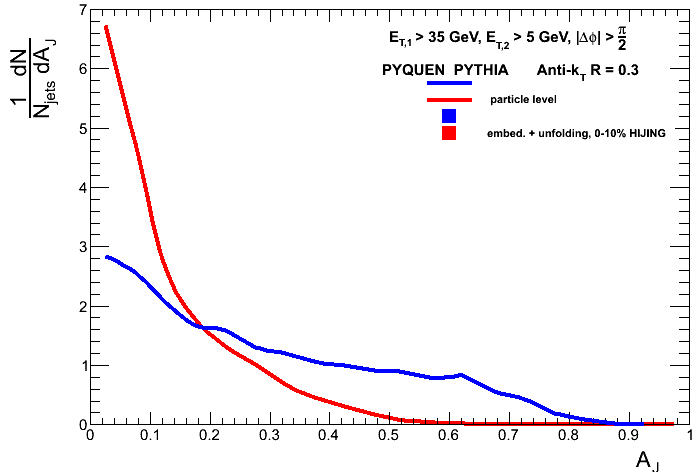 E_T,1 > 35 GeV, E_T,2 > 5 GeV, |Δϕ| > π/2
PYQUEN PYTHIA Anti-k_T R = 0.3
particle level
embed. + unfolding, 0-10% HIJING
1/N_jets dN/dA_J
7
6
5
4
3
2
1
0
0 0.1 0.2 0.3 0.4 0.5 0.6 0.7 0.8 0.9 1
A_J